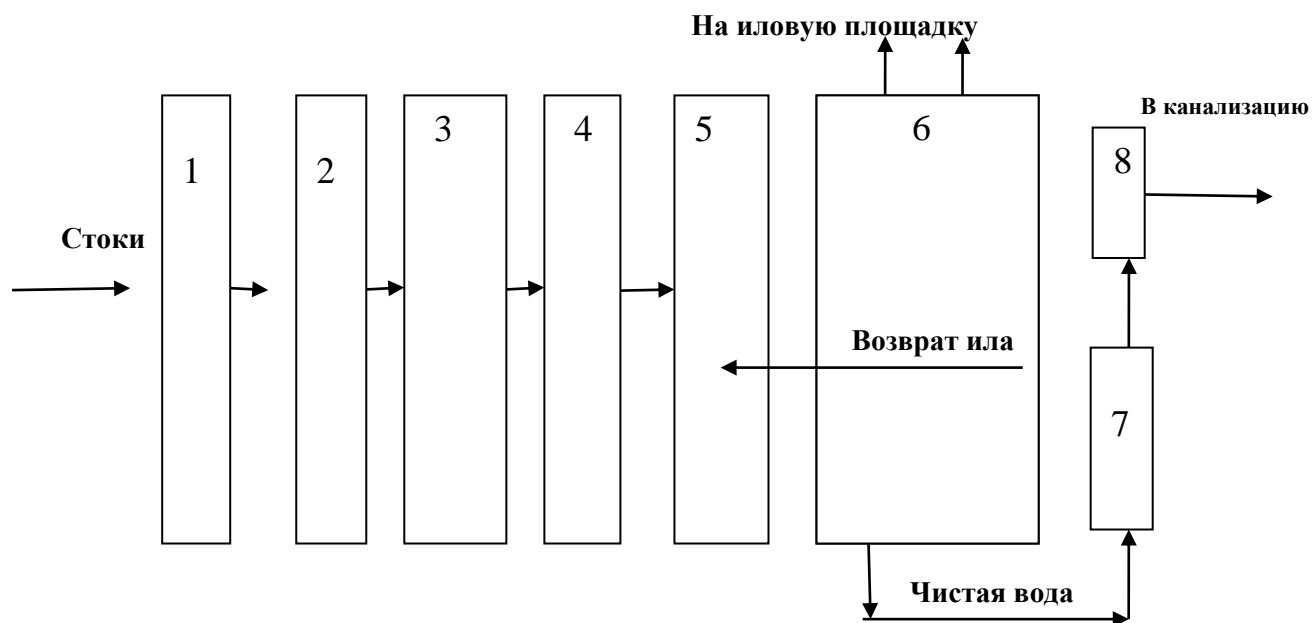 На иловую площадку
В канализацию
1
2
3
4
5
6
8
Стоки
Возврат ила
7
Чистая вода